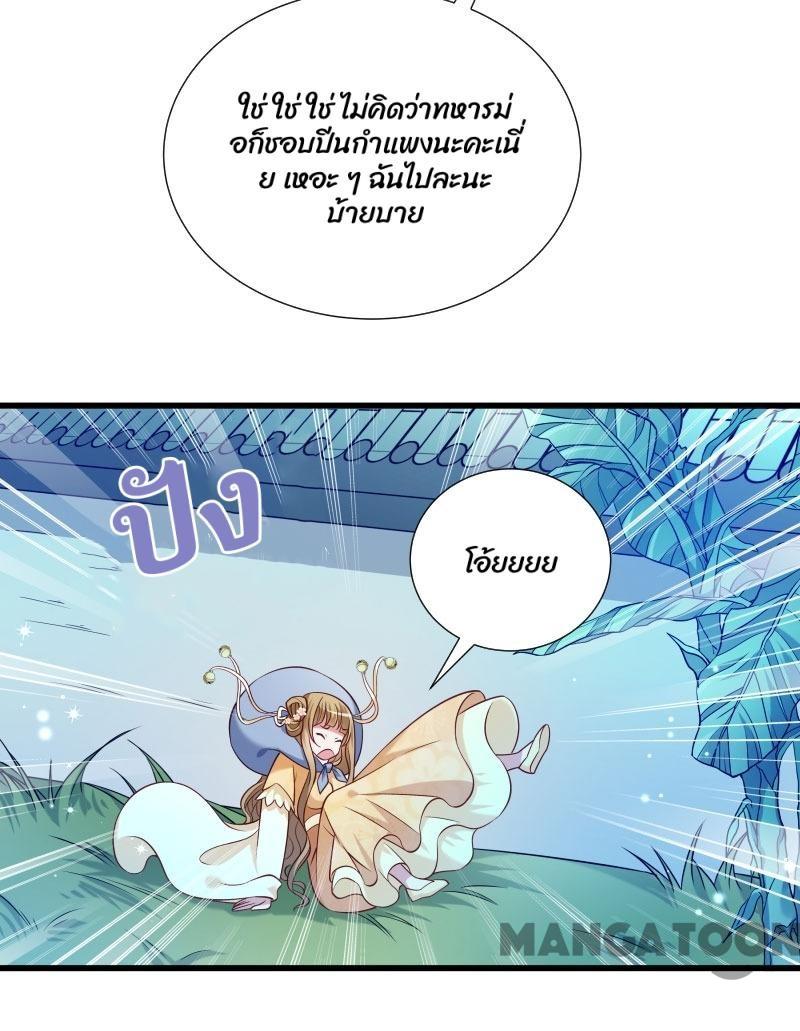 ใช่ ใช่ ใช่ ไม่คิดว่าทหารม่
อก็ชอบปีนกำแพงนะคะเนี่
ย เหอะ ๆ ฉันไปละนะ
บ้ายบาย
ปัง
โอ้ยยยย
MANGATOON